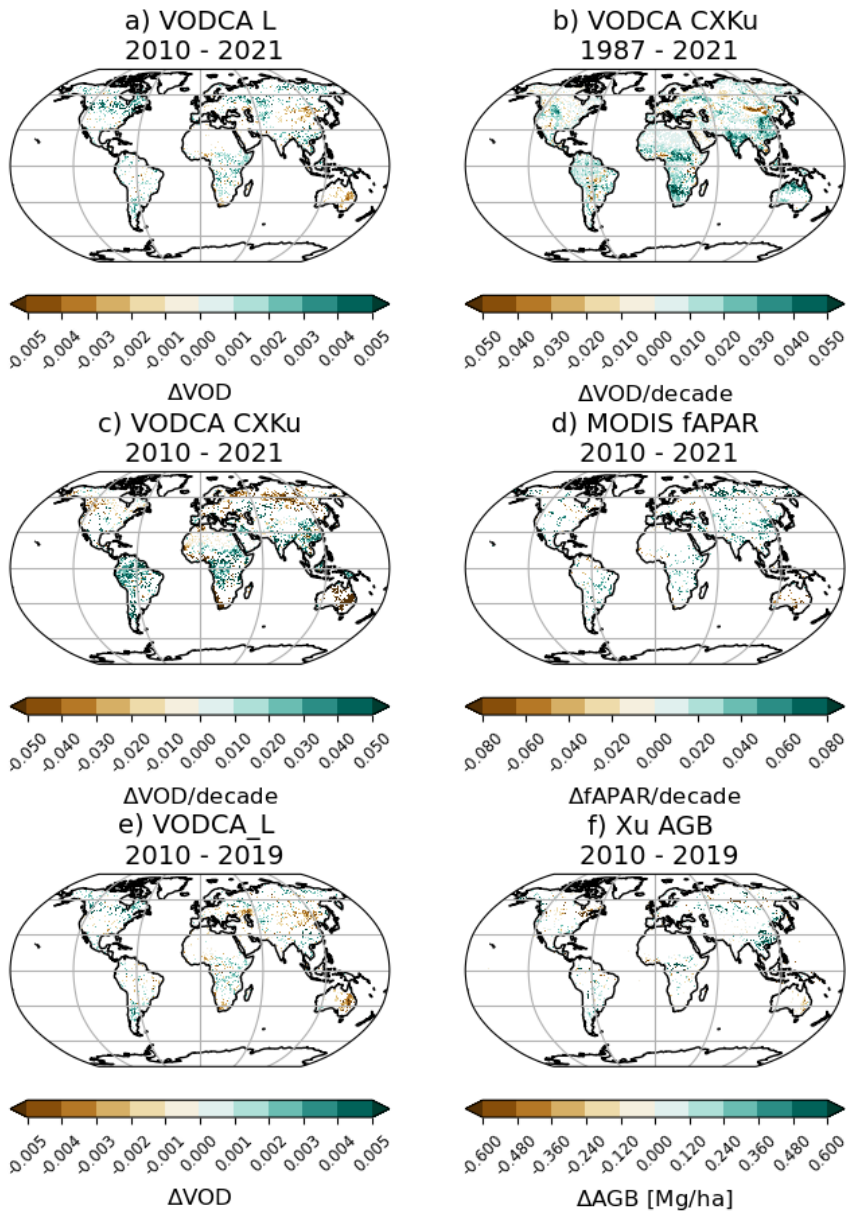 a) VODCA L
2010 - 2021
b) VODCA CXKu
1987 - 2021
-0.005 -0.004 -0.003 -0.002 -0.001 0.000 0.001 0.002 0.003 0.004 0.005
ΔVOD
-0.050 -0.040 -0.030 -0.020 -0.010 0.000 0.010 0.020 0.030 0.040 0.050
ΔVOD/decade
c) VODCA CXKu
2010 - 2021
d) MODIS fAPAR
2010 - 2021
-0.050 -0.040 -0.030 -0.020 -0.010 0.000 0.010 0.020 0.030 0.040 0.050
ΔVOD/decade
-0.080 -0.060 -0.040 -0.020 0.000 0.020 0.040 0.060 0.080
ΔfAPAR/decade
e) VODCA_L
2010 - 2019
f) Xu AGB
2010 - 2019
-0.005 -0.004 -0.003 -0.002 -0.001 0.000 0.001 0.002 0.003 0.004 0.005
ΔVOD
-0.600 -0.480 -0.360 -0.240 -0.120 0.000 0.120 0.240 0.360 0.480 0.600
ΔAGB [Mg/ha]